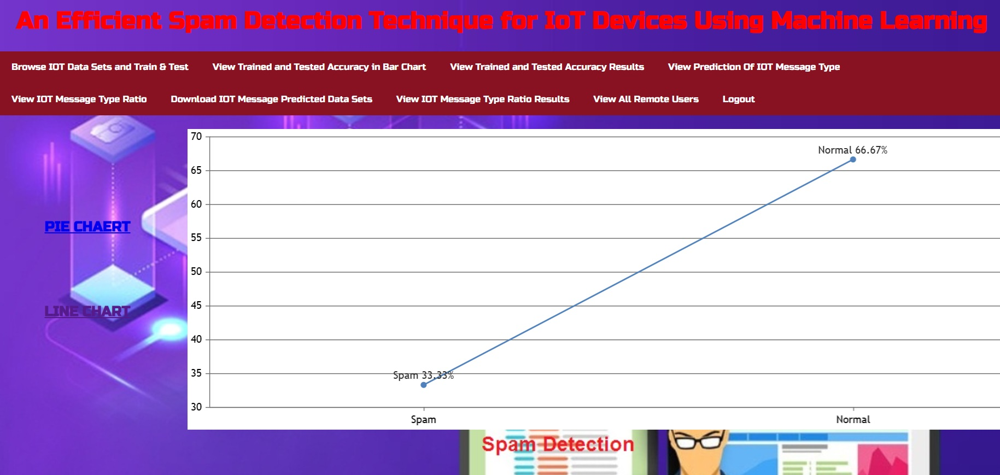 An Efficient Spam Detection Technique for IoT Devices Using Machine Learning
Browse IOT Data Sets and Train & Test View Trained and Tested Accuracy in Bar Chart View Trained and Tested Accuracy Results View Prediction Of IOT Message Type
View IOT Message Type Ratio Download IOT Message Predicted Data Sets View IOT Message Type Ratio Results View All Remote Users Logout
PIE CHAERT
LINE CHART
70
65
60
55
50
45
40
35
30
Normal 66.67%
Spam 33.33%
Spam Normal
Spam Detection